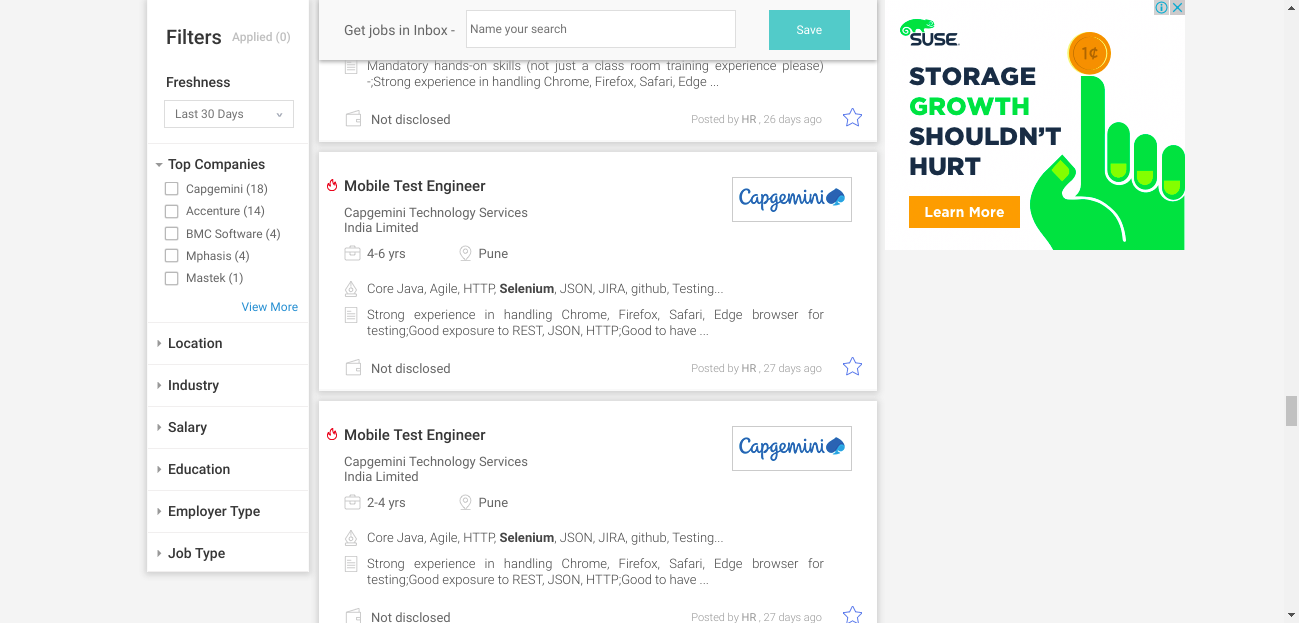 Filters Applied (0)
Freshness
Last 30 Days
Top Companies
Capgemini (18)
Accenture (14)
BMC Software (4)
Mphasis (4)
Mastek (1)
View More
Location
Industry
Salary
Education
Employer Type
Job Type
Get jobs in Inbox - Name your search Save
Mandatory hands-on skills (not just a class room training experience please)
-;Strong experience in handling Chrome, Firefox, Safari, Edge ...
Not disclosed Posted by HR , 26 days ago
Mobile Test Engineer
Capgemini
Capgemini Technology Services
India Limited
4-6 yrs Pune
Core Java, Agile, HTTP, Selenium, JSON, JIRA, github, Testing...
Strong experience in handling Chrome, Firefox, Safari, Edge browser for
testing;Good exposure to REST, JSON, HTTP;Good to have ...
Not disclosed Posted by HR , 27 days ago
Mobile Test Engineer
Capgemini
Capgemini Technology Services
India Limited
2-4 yrs Pune
Core Java, Agile, HTTP, Selenium, JSON, JIRA, github, Testing...
Strong experience in handling Chrome, Firefox, Safari, Edge browser for
testing;Good exposure to REST, JSON, HTTP;Good to have ...
Not disclosed Posted by HR , 27 days ago
SUSE.
1¢
STORAGE
GROWTH
SHOULDN'T
HURT
Learn More